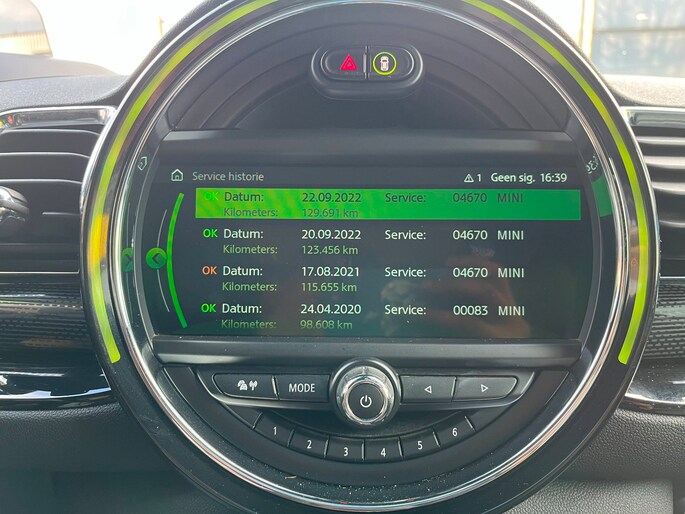 Service historie 1 Geen sig. 16:39
OK Datum: 22.09.2022 Service: 04670 MINI
Kilometers: 129.691 km
OK Datum: 20.09.2022 Service: 04670 MINI
Kilometers: 123.456 km
OK Datum: 17.08.2021 Service: 04670 MINI
Kilometers: 115.655 km
OK Datum: 24.04.2020 Service: 00083 MINI
Kilometers: 98.608 km
MODE
1 2 3 4 5 6